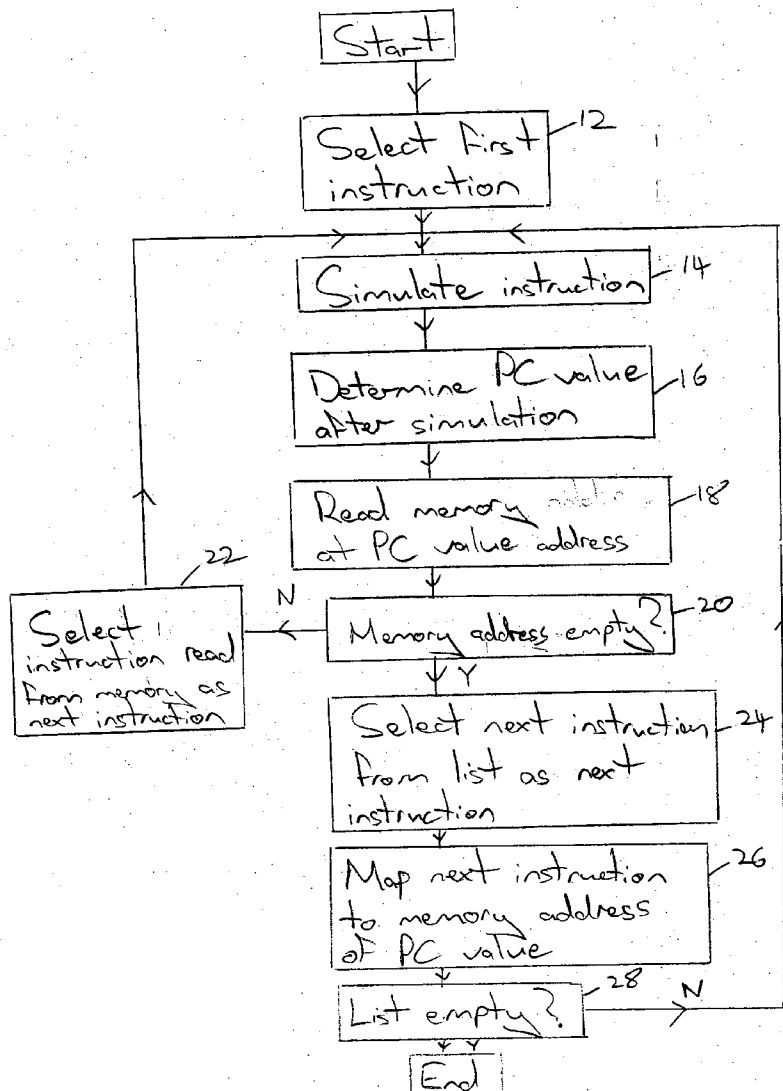 Start
12
Select first
instruction
14
Simulate instruction
16
Determine PC value
after simulation
18
Read memory
at PC value address
20
Memory address empty?
N
Y
22
Select
instruction read
from memory as
next instruction
24
Select next instruction
from list as next
instruction
26
Map next instruction
to memory address
of PC value
28
List empty?
N
Y
End